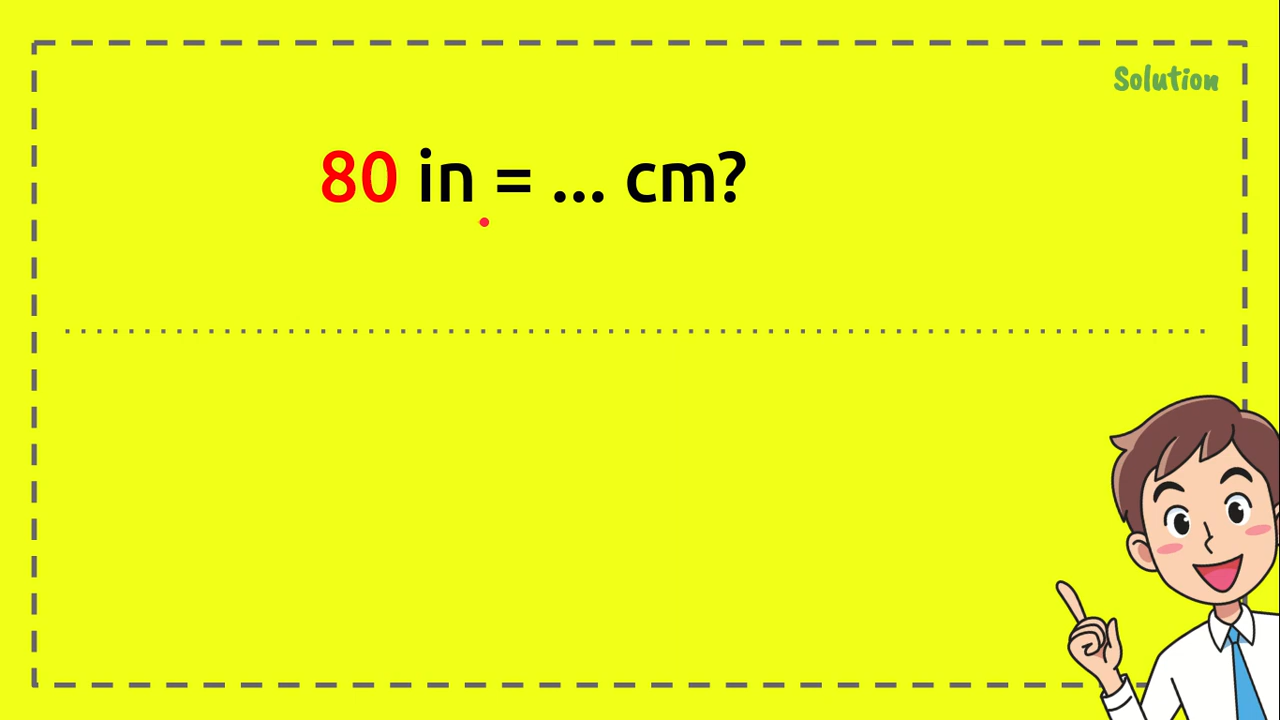 Solution
80 in = ... cm?